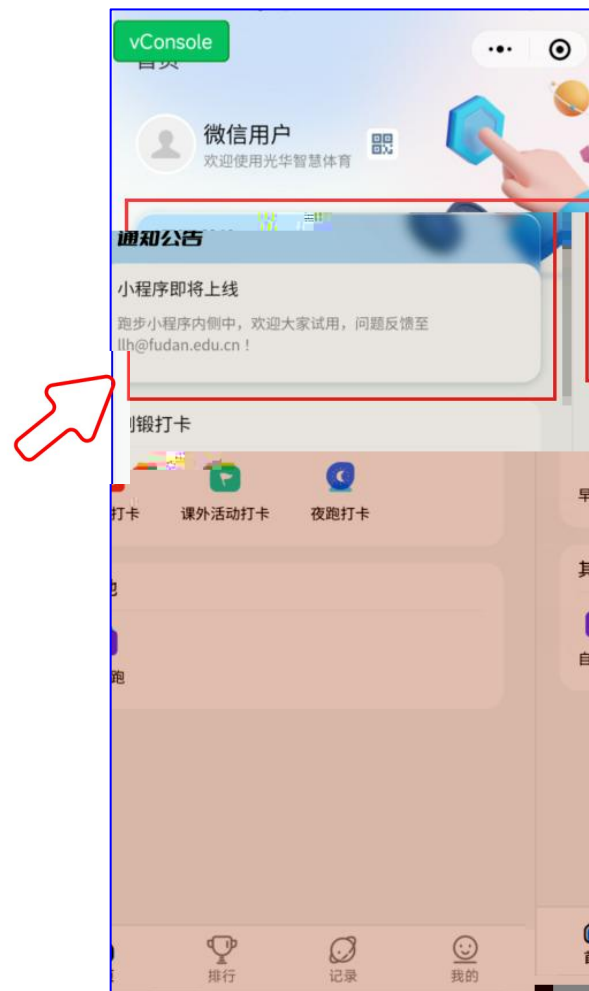 vConsole
微信用户
欢迎使用光华智慧体育
通知公告
小程序即将上线
跑步小程序内侧中，欢迎大家试用，问题反馈至
llh@fudan.edu.cn！
锻打卡
打卡
课外活动打卡
夜跑打卡
跑
排行
记录
我的